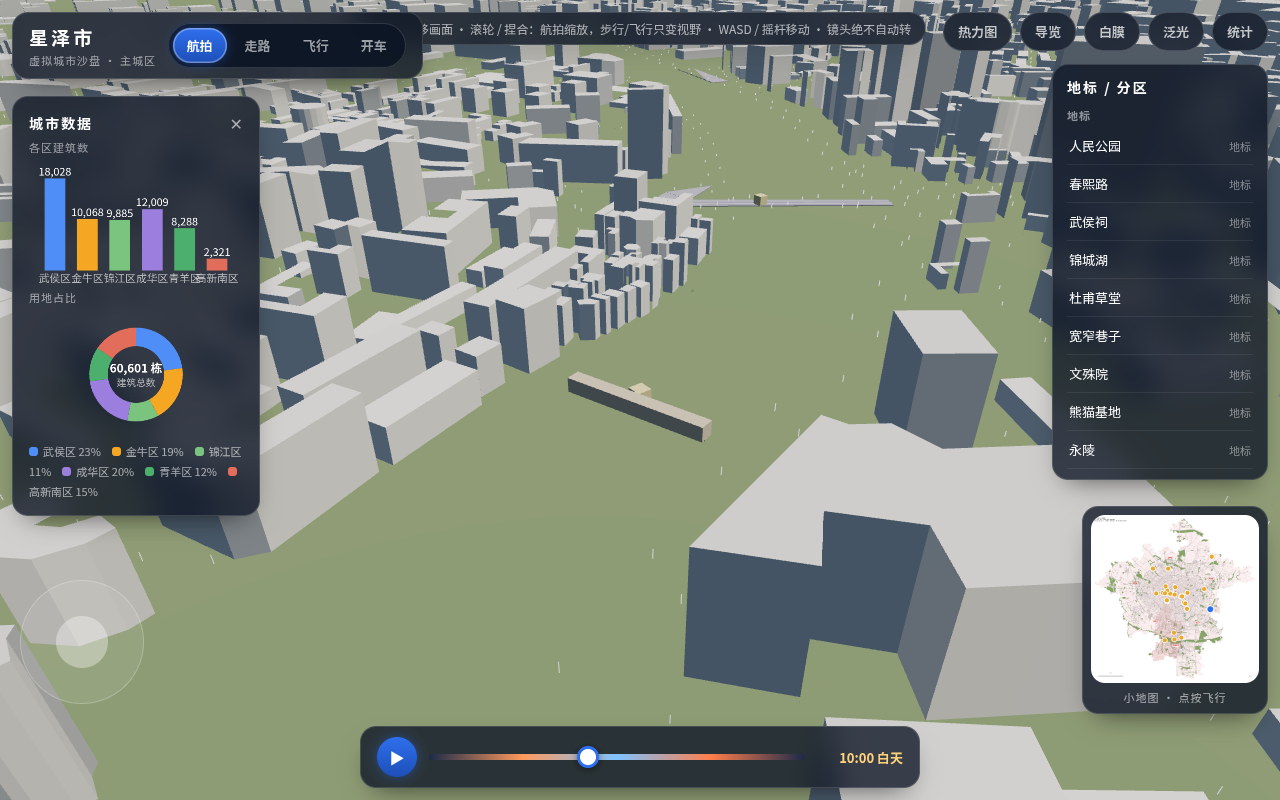 星泽市
虚拟城市沙盘 · 主城区
航拍
走路
飞行
开车
移画面 · 滚轮 / 捏合：航拍缩放，步行/飞行只变视野 · WASD / 摇杆移动 · 镜头绝不自动转
热力图
导览
白膜
泛光
统计
城市数据
✕
各区建筑数
18,028
10,068
9,885
12,009
8,288
2,321
武侯区
金牛区
锦江区
成华区
青羊区
高新南区
用地占比
60,601 栋
建筑总数
武侯区 23% 金牛区 19% 锦江区
11% 成华区 20% 青羊区 12%
高新南区 15%
地标 / 分区
地标
人民公园 地标
春熙路 地标
武侯祠 地标
锦城湖 地标
杜甫草堂 地标
宽窄巷子 地标
文殊院 地标
熊猫基地 地标
永陵 地标
小地图 · 点按飞行
10:00 白天